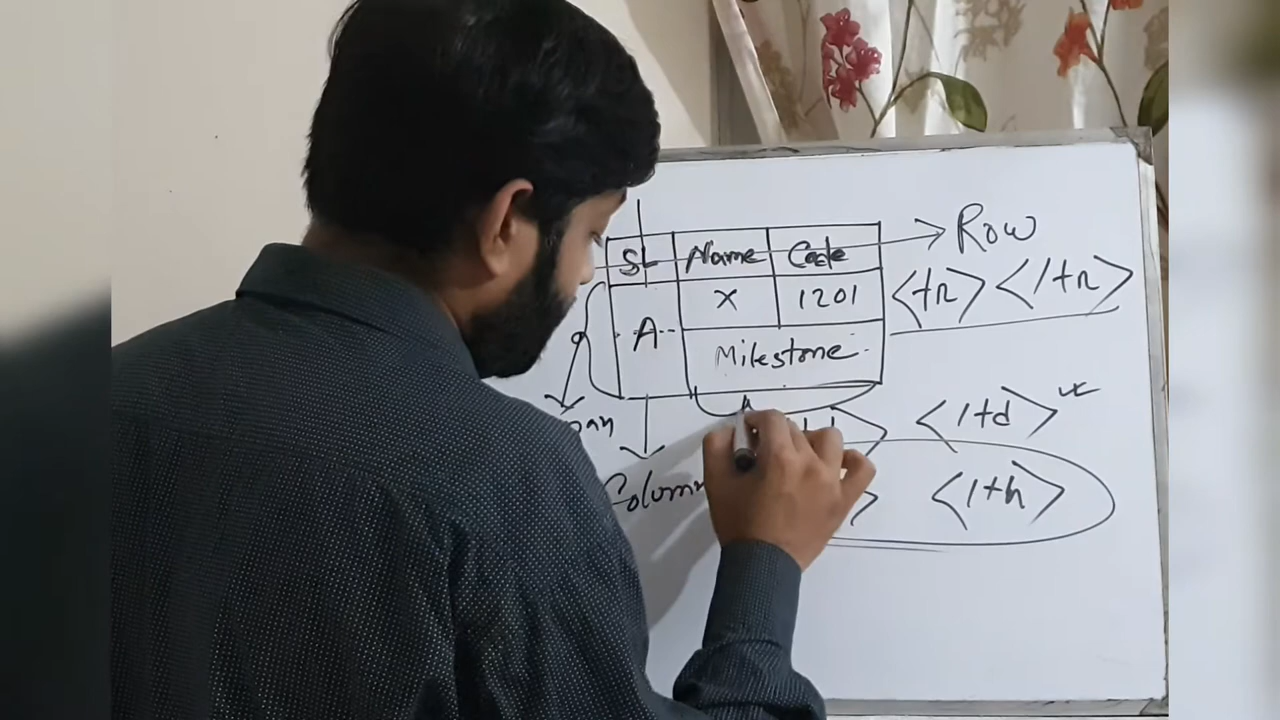 SL Name Code → Row
X 1201 <tr> </tr>
A
Milestone
</td>
Column
</th>